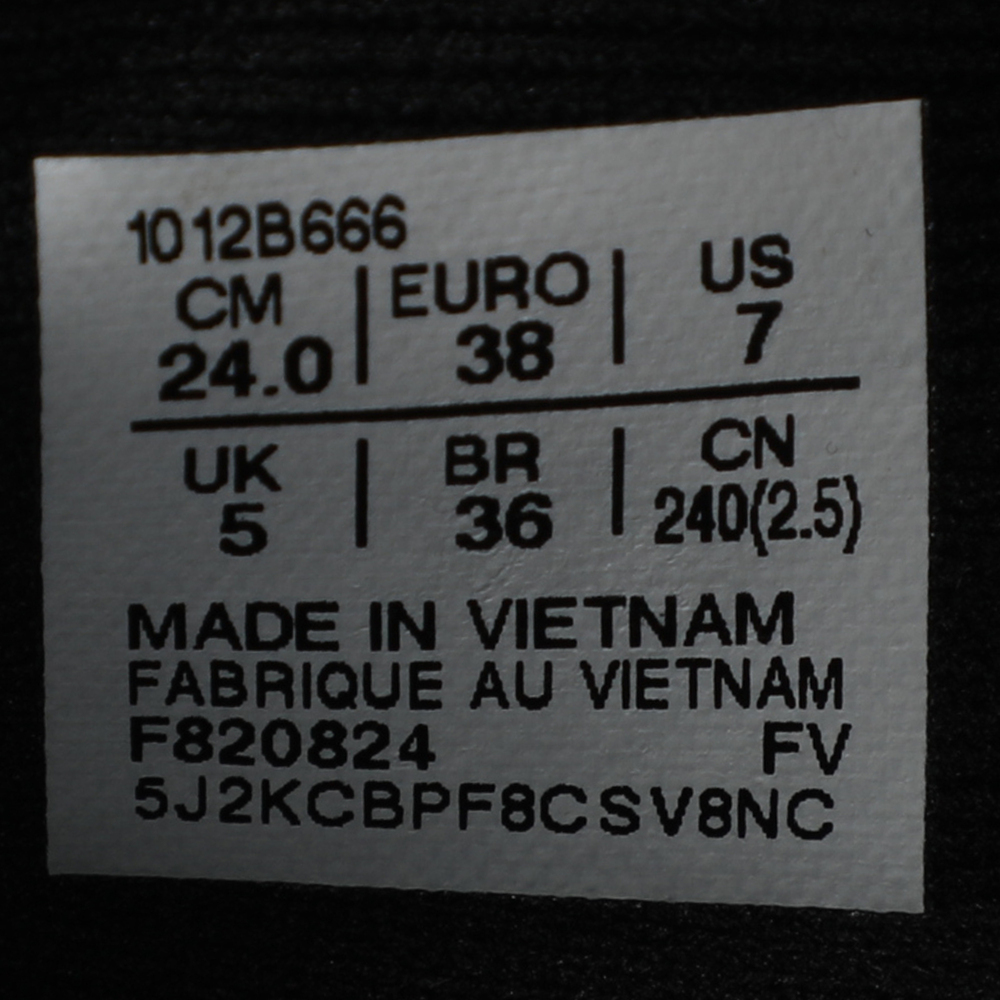 1012B666
CM | EURO | US
24.0 | 38 | 7
UK | BR | CN
5 | 36 | 240(2.5)
MADE IN VIETNAM
FABRIQUE AU VIETNAM
F820824 FV
5J2KCBPF8CSV8NC